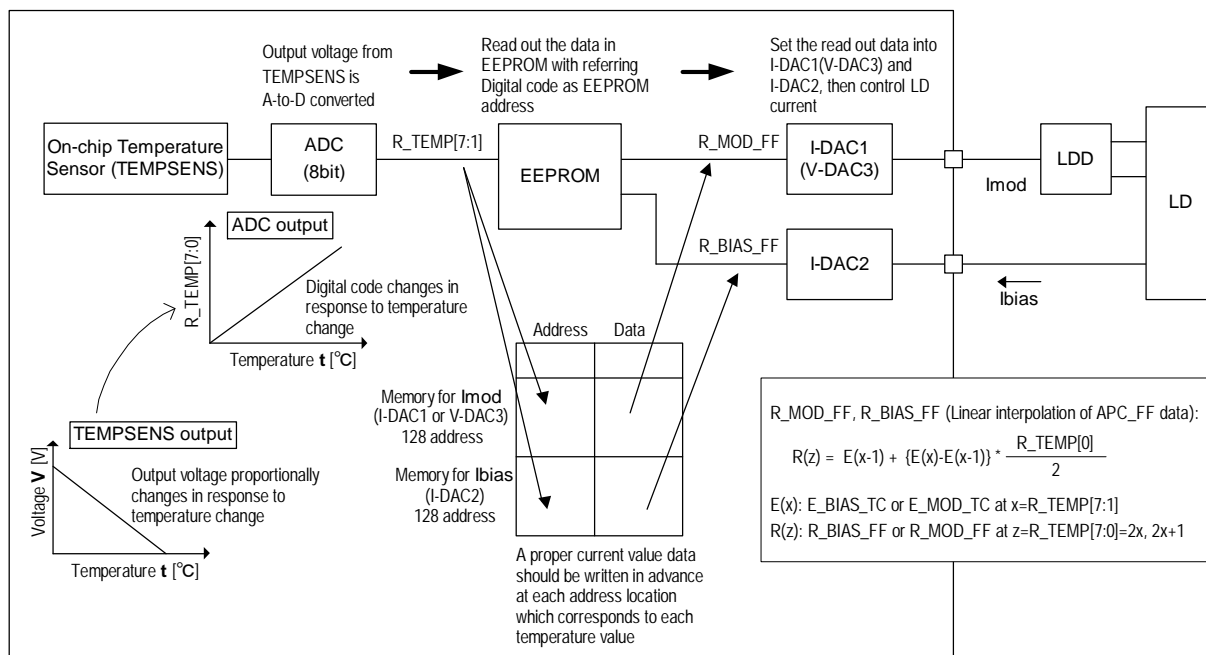 Output voltage from
TEMPSENS is
A-to-D converted
Read out the data in
EEPROM with referring
Digital code as EEPROM
address
Set the read out data into
I-DAC1(V-DAC3) and
I-DAC2, then control LD
current
On-chip Temperature
Sensor (TEMPSENS)
ADC
(8bit)
R_TEMP[7:1]
EEPROM
R_MOD_FF
I-DAC1
(V-DAC3)
Imod
LDD
LD
R_BIAS_FF
I-DAC2
Ibias
ADC output
R_TEMP[7:0]
Digital code changes in
response to temperature
change
Temperature t [°C]
TEMPSENS output
Voltage V [V]
Output voltage proportionally
changes in response to
temperature change
Temperature t [°C]
Address
Data
Memory for Imod
(I-DAC1 or V-DAC3)
128 address
Memory for Ibias
(I-DAC2)
128 address
A proper current value data
should be written in advance
at each address location
which corresponds to each
temperature value
R_MOD_FF, R_BIAS_FF (Linear interpolation of APC_FF data):
R(z) = E(x-1) + {E(x)-E(x-1)} * R_TEMP[0]
2
E(x): E_BIAS_TC or E_MOD_TC at x=R_TEMP[7:1]
R(z): R_BIAS_FF or R_MOD_FF at z=R_TEMP[7:0]=2x, 2x+1